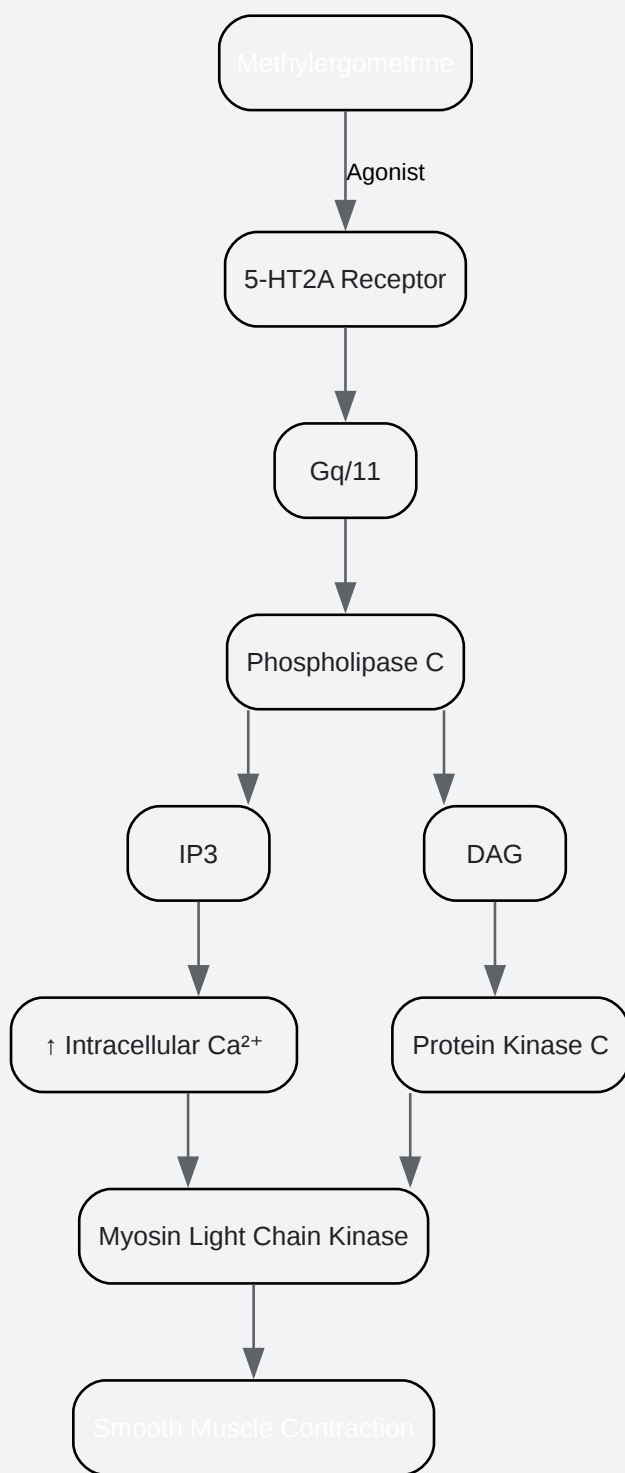 Methylergometrine
Agonist
5-HT2A Receptor
Gq/11
Phospholipase C
IP3
DAG
↑ Intracellular Ca²⁺
Protein Kinase C
Myosin Light Chain Kinase
Smooth Muscle Contraction